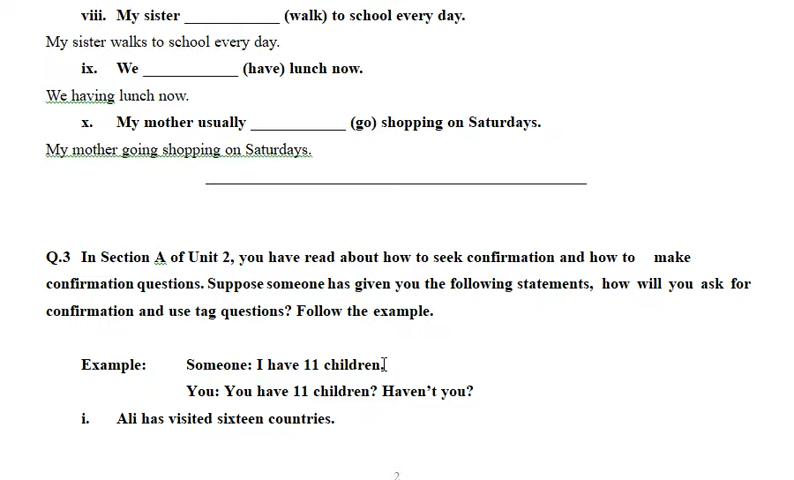 viii. My sister ____________ (walk) to school every day.
My sister walks to school every day.
ix. We ____________ (have) lunch now.
We having lunch now.
x. My mother usually ____________ (go) shopping on Saturdays.
My mother going shopping on Saturdays.
Q.3 In Section A of Unit 2, you have read about how to seek confirmation and how to make
confirmation questions. Suppose someone has given you the following statements, how will you ask for
confirmation and use tag questions? Follow the example.
Example: Someone: I have 11 children.
You: You have 11 children? Haven’t you?
i. Ali has visited sixteen countries.
2